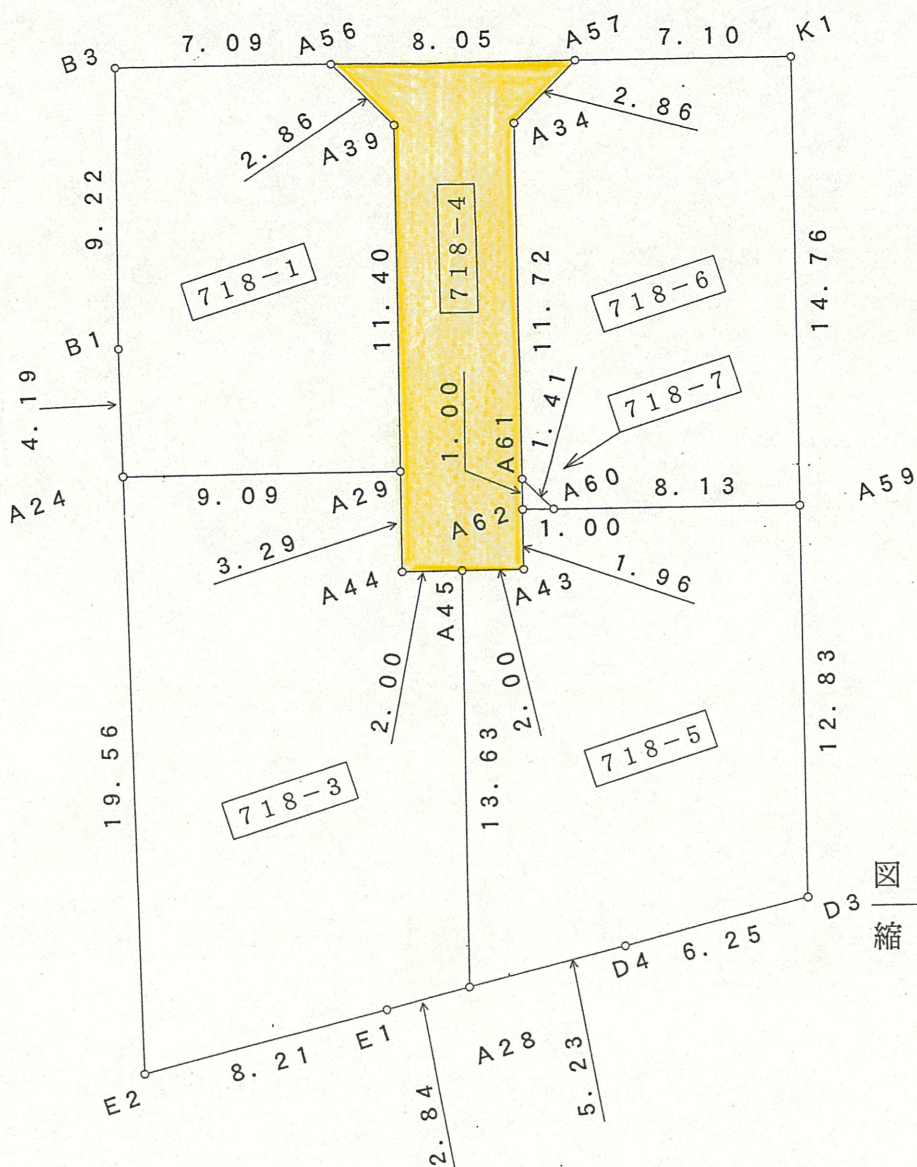 7.09
A56
8.05
A57
7.10
K1
B3
2.86
A39
A34
2.86
9.22
718-1
11.40
718-4
11.72
718-6
14.76
B1
4.19
1.00
1.41
718-7
A61
A24
9.09
A29
A62
A60
8.13
A59
1.00
3.29
1.96
A44
A45
A43
2.00
2.00
19.56
718-3
13.63
718-5
12.83
D3
図
縮
D4
6.25
E1
A28
5.23
E2
8.21
2.84